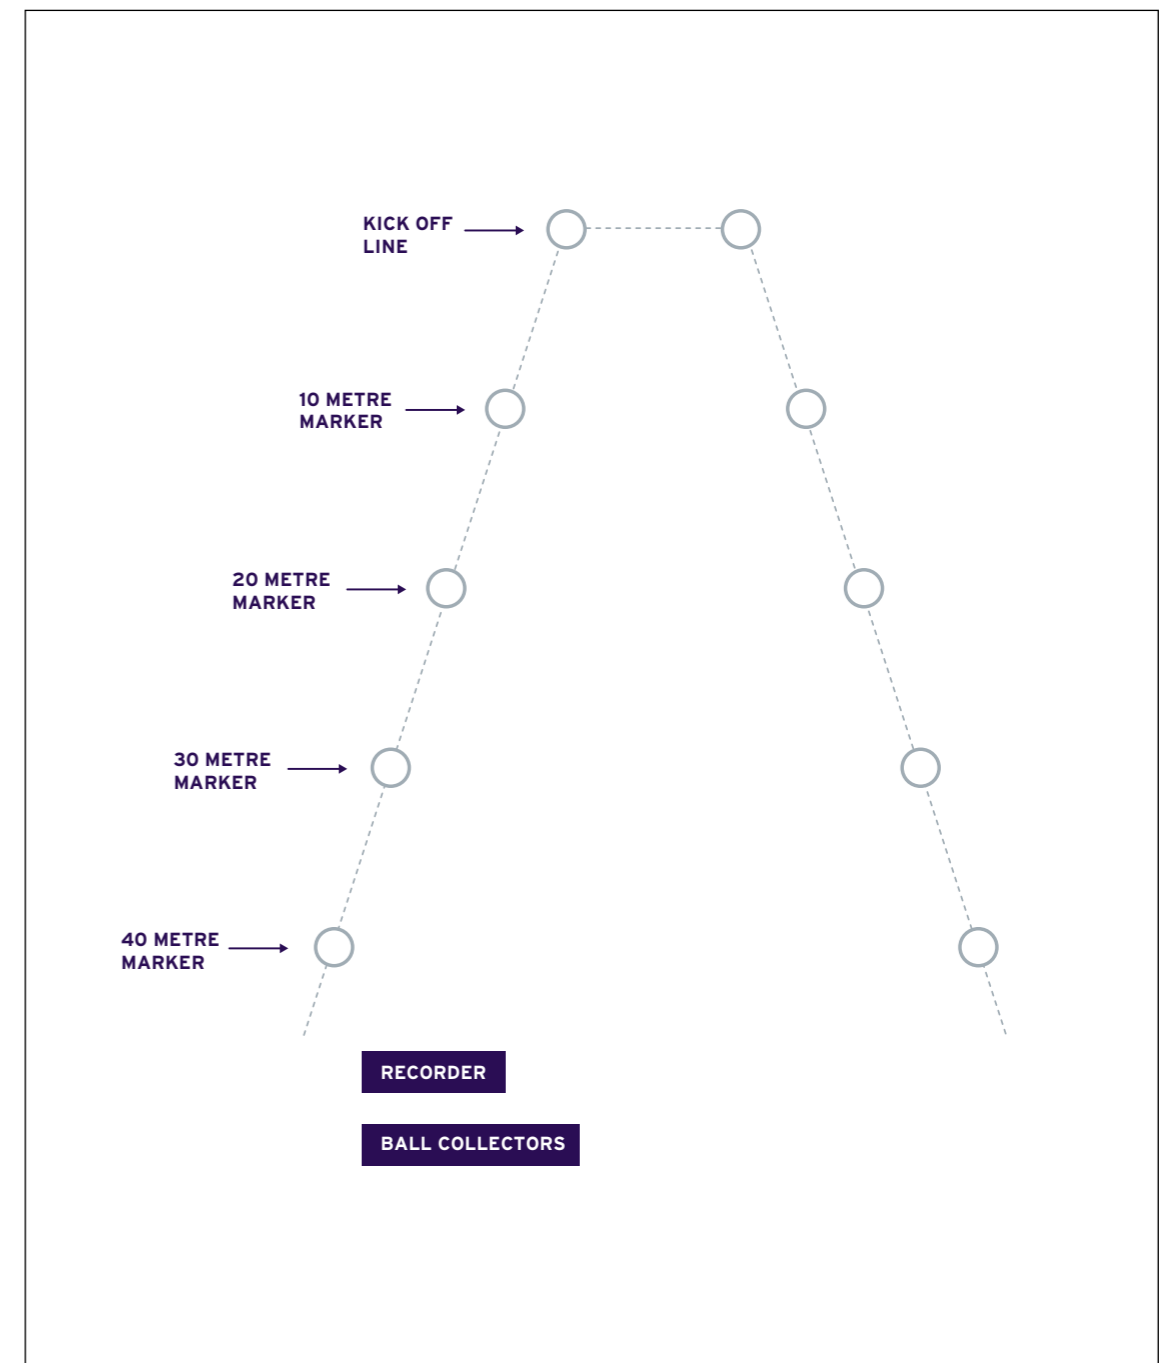 KICK OFF
LINE
10 METRE
MARKER
20 METRE
MARKER
30 METRE
MARKER
40 METRE
MARKER
RECORDER
BALL COLLECTORS